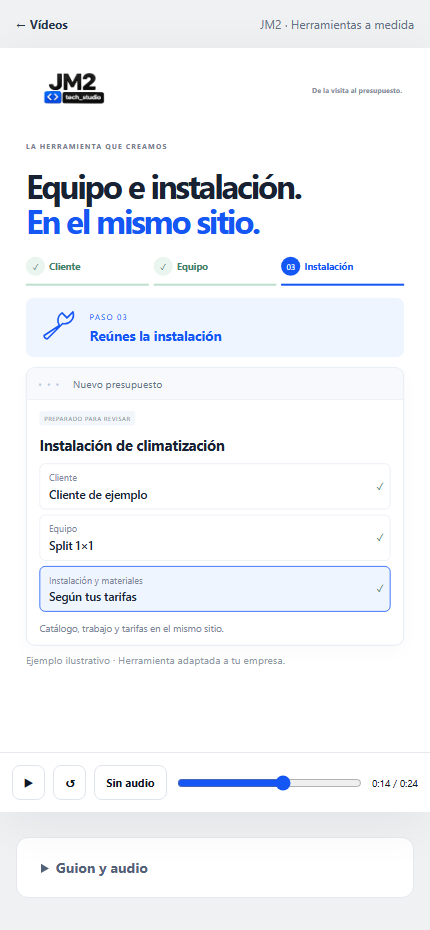 ← Vídeos
JM2 · Herramientas a medida
JM2
<> tech_studio
De la visita al presupuesto.
LA HERRAMIENTA QUE CREAMOS
Equipo e instalación.
En el mismo sitio.
✓ Cliente
✓ Equipo
03 Instalación
PASO 03
Reúnes la instalación
Nuevo presupuesto
PREPARADO PARA REVISAR
Instalación de climatización
Cliente
Cliente de ejemplo ✓
Equipo
Split 1×1 ✓
Instalación y materiales
Según tus tarifas ✓
Catálogo, trabajo y tarifas en el mismo sitio.
Ejemplo ilustrativo · Herramienta adaptada a tu empresa.
▶ ↺ Sin audio 0:14 / 0:24
▶ Guion y audio